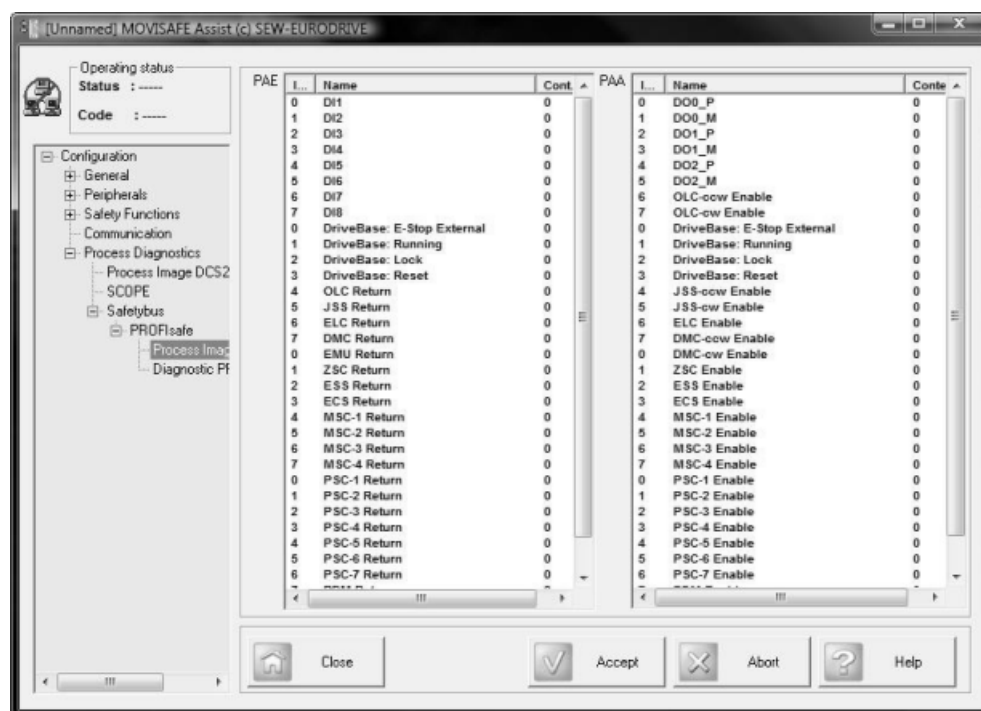 [Unnamed] MOVISAFE Assist (c) SEW-EURODRIVE
Operating status
Status : -----
Code : -----
Configuration
General
Peripherals
Safety Functions
Communication
Process Diagnostics
Process Image DCS2
SCOPE
Safetybus
PROFIsafe
Process Imag
Diagnostic PF
PAE
I... Name Cont
0 DI1 0
1 DI2 0
2 DI3 0
3 DI4 0
4 DI5 0
5 DI6 0
6 DI7 0
7 DI8 0
0 DriveBase: E-Stop External 0
1 DriveBase: Running 0
2 DriveBase: Lock 0
3 DriveBase: Reset 0
4 OLC Return 0
5 JSS Return 0
6 ELC Return 0
7 DMC Return 0
0 EMU Return 0
1 ZSC Return 0
2 ESS Return 0
3 ECS Return 0
4 MSC-1 Return 0
5 MSC-2 Return 0
6 MSC-3 Return 0
7 MSC-4 Return 0
0 PSC-1 Return 0
1 PSC-2 Return 0
2 PSC-3 Return 0
3 PSC-4 Return 0
4 PSC-5 Return 0
5 PSC-6 Return 0
6 PSC-7 Return 0
PAA
I... Name Conte
0 DO0_P 0
1 DO0_M 0
2 DO1_P 0
3 DO1_M 0
4 DO2_P 0
5 DO2_M 0
6 OLC-ccw Enable 0
7 OLC-cw Enable 0
0 DriveBase: E-Stop External 0
1 DriveBase: Running 0
2 DriveBase: Lock 0
3 DriveBase: Reset 0
4 JSS-ccw Enable 0
5 JSS-cw Enable 0
6 ELC Enable 0
7 DMC-ccw Enable 0
0 DMC-cw Enable 0
1 ZSC Enable 0
2 ESS Enable 0
3 ECS Enable 0
4 MSC-1 Enable 0
5 MSC-2 Enable 0
6 MSC-3 Enable 0
7 MSC-4 Enable 0
0 PSC-1 Enable 0
1 PSC-2 Enable 0
2 PSC-3 Enable 0
3 PSC-4 Enable 0
4 PSC-5 Enable 0
5 PSC-6 Enable 0
6 PSC-7 Enable 0
Close
Accept
Abort
Help